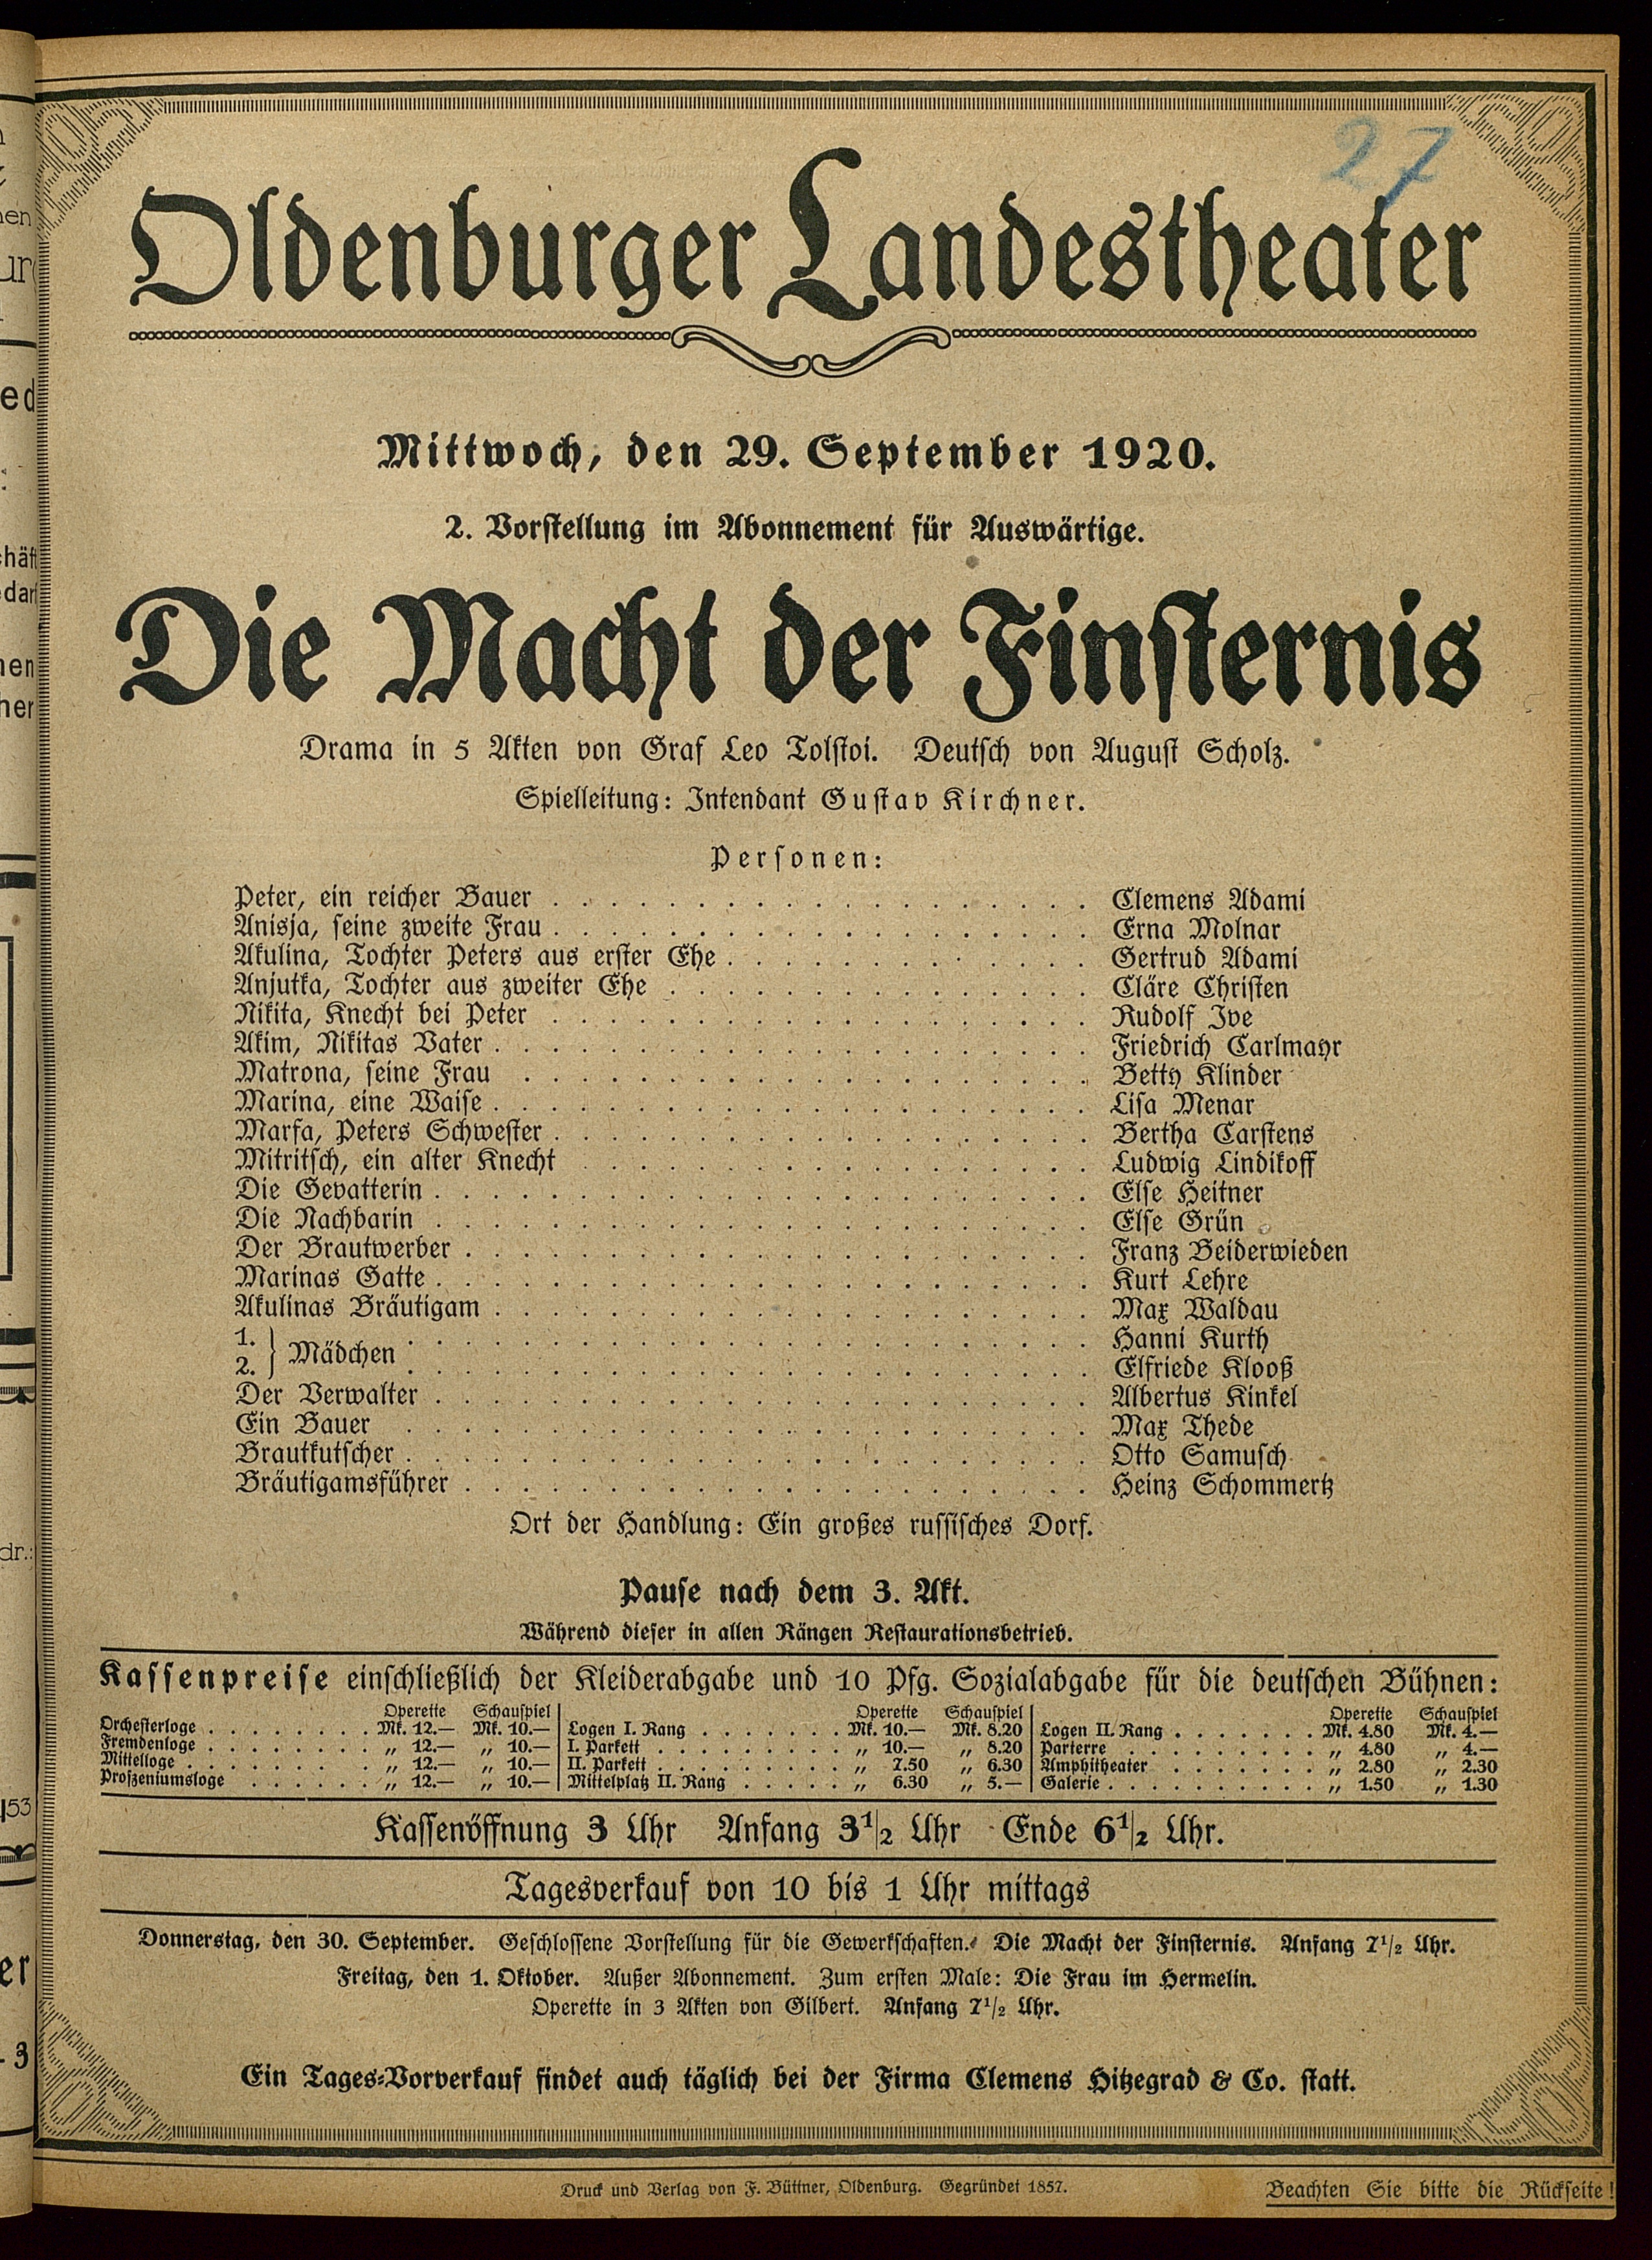 27
Oldenburger Landestheater
Mittwoch, den 29. September 1920.
2. Vorstellung im Abonnement für Auswärtige.
Die Macht der Finsternis
Drama in 5 Akten von Graf Leo Tolstoi. Deutsch von August Scholz.
Spielleitung: Intendant Gustav Kirchner.
Personen:
Peter, ein reicher Bauer . . . . Clemens Adami
Anisja, seine zweite Frau . . . . Erna Molnar
Akulina, Tochter Peters aus erster Ehe . . . . Gertrud Adami
Anjutka, Tochter aus zweiter Ehe . . . . Cläre Christen
Nikita, Knecht bei Peter . . . . Rudolf Ive
Akim, Nikitas Vater . . . . Friedrich Carlmayr
Matrona, seine Frau . . . . Betty Klinder
Marina, eine Waise . . . . Lisa Menar
Marfa, Peters Schwester . . . . Bertha Carstens
Mitritsch, ein alter Knecht . . . . Ludwig Lindikoff
Die Gevatterin . . . . Else Heitner
Die Nachbarin . . . . Else Grün
Der Brautwerber . . . . Franz Beiderwieden
Marinas Gatte . . . . Kurt Lehre
Akulinas Bräutigam . . . . Max Waldau
1. } Mädchen . . . . Hanni Kurth
2. } . . . . Elfriede Klooß
Der Verwalter . . . . Albertus Kinkel
Ein Bauer . . . . Max Thede
Brautkutscher . . . . Otto Samusch
Bräutigamsführer . . . . Heinz Schommertz
Ort der Handlung: Ein großes russisches Dorf.
Pause nach dem 3. Akt.
Während dieser in allen Rängen Restaurationsbetrieb.
Kassenpreise einschließlich der Kleiderabgabe und 10 Pfg. Sozialabgabe für die deutschen Bühnen:
Operette Schauspiel | Operette Schauspiel | Operette Schauspiel
Orchesterloge . . . . Mk. 12.— Mk. 10.— | Logen I. Rang . . . . Mk. 10.— Mk. 8.20 | Logen II. Rang . . . . Mk. 4.80 Mk. 4.—
Fremdenloge . . . . „ 12.— „ 10.— | I. Parkett . . . . „ 10.— „ 8.20 | Parterre . . . . „ 4.80 „ 4.—
Mittelloge . . . . „ 12.— „ 10.— | II. Parkett . . . . „ 7.50 „ 6.30 | Amphitheater . . . . „ 2.80 „ 2.30
Proszeniumsloge . . . . „ 12.— „ 10.— | Mittelplatz II. Rang . . . . „ 6.30 „ 5.— | Galerie . . . . „ 1.50 „ 1.30
Kassenöffnung 3 Uhr Anfang 3 1/2 Uhr Ende 6 1/2 Uhr.
Tagesverkauf von 10 bis 1 Uhr mittags
Donnerstag, den 30. September. Geschlossene Vorstellung für die Gewerkschaften. Die Macht der Finsternis. Anfang 7 1/2 Uhr.
Freitag, den 1. Oktober. Außer Abonnement. Zum ersten Male: Die Frau im Hermelin.
Operette in 3 Akten von Gilbert. Anfang 7 1/2 Uhr.
Ein Tages-Vorverkauf findet auch täglich bei der Firma Clemens Hitzegrad & Co. statt.
Druck und Verlag von F. Büttner, Oldenburg. Gegründet 1857.
Beachten Sie bitte die Rückseite!